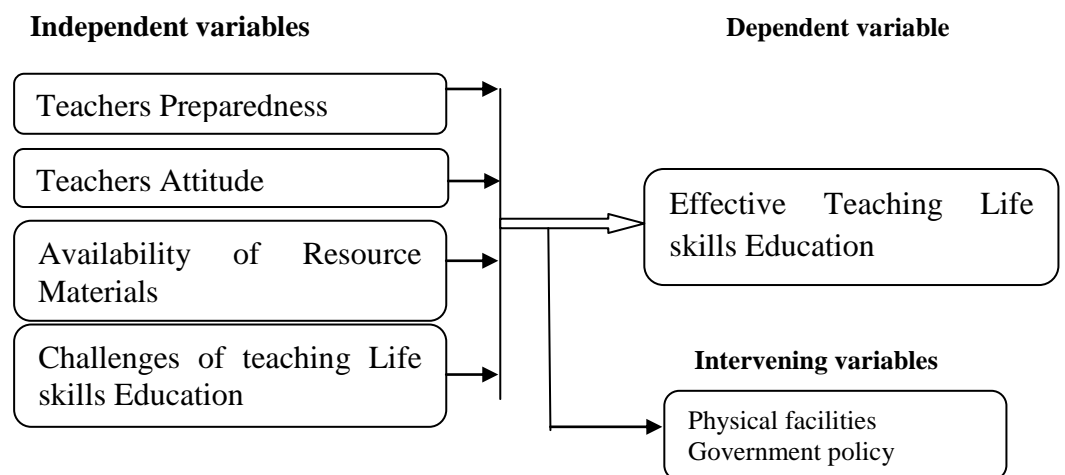 Independent variables
Dependent variable
Teachers Preparedness
Teachers Attitude
Availability of Resource
Materials
Challenges of teaching Life
skills Education
Effective Teaching Life
skills Education
Intervening variables
Physical facilities
Government policy